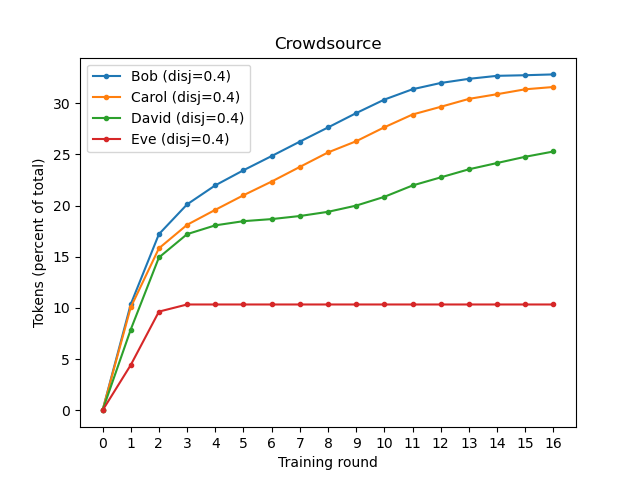 Crowdsource
Bob (disj=0.4)
Carol (disj=0.4)
David (disj=0.4)
Eve (disj=0.4)
Tokens (percent of total)
30
25
20
15
10
5
0
0 1 2 3 4 5 6 7 8 9 10 11 12 13 14 15 16
Training round